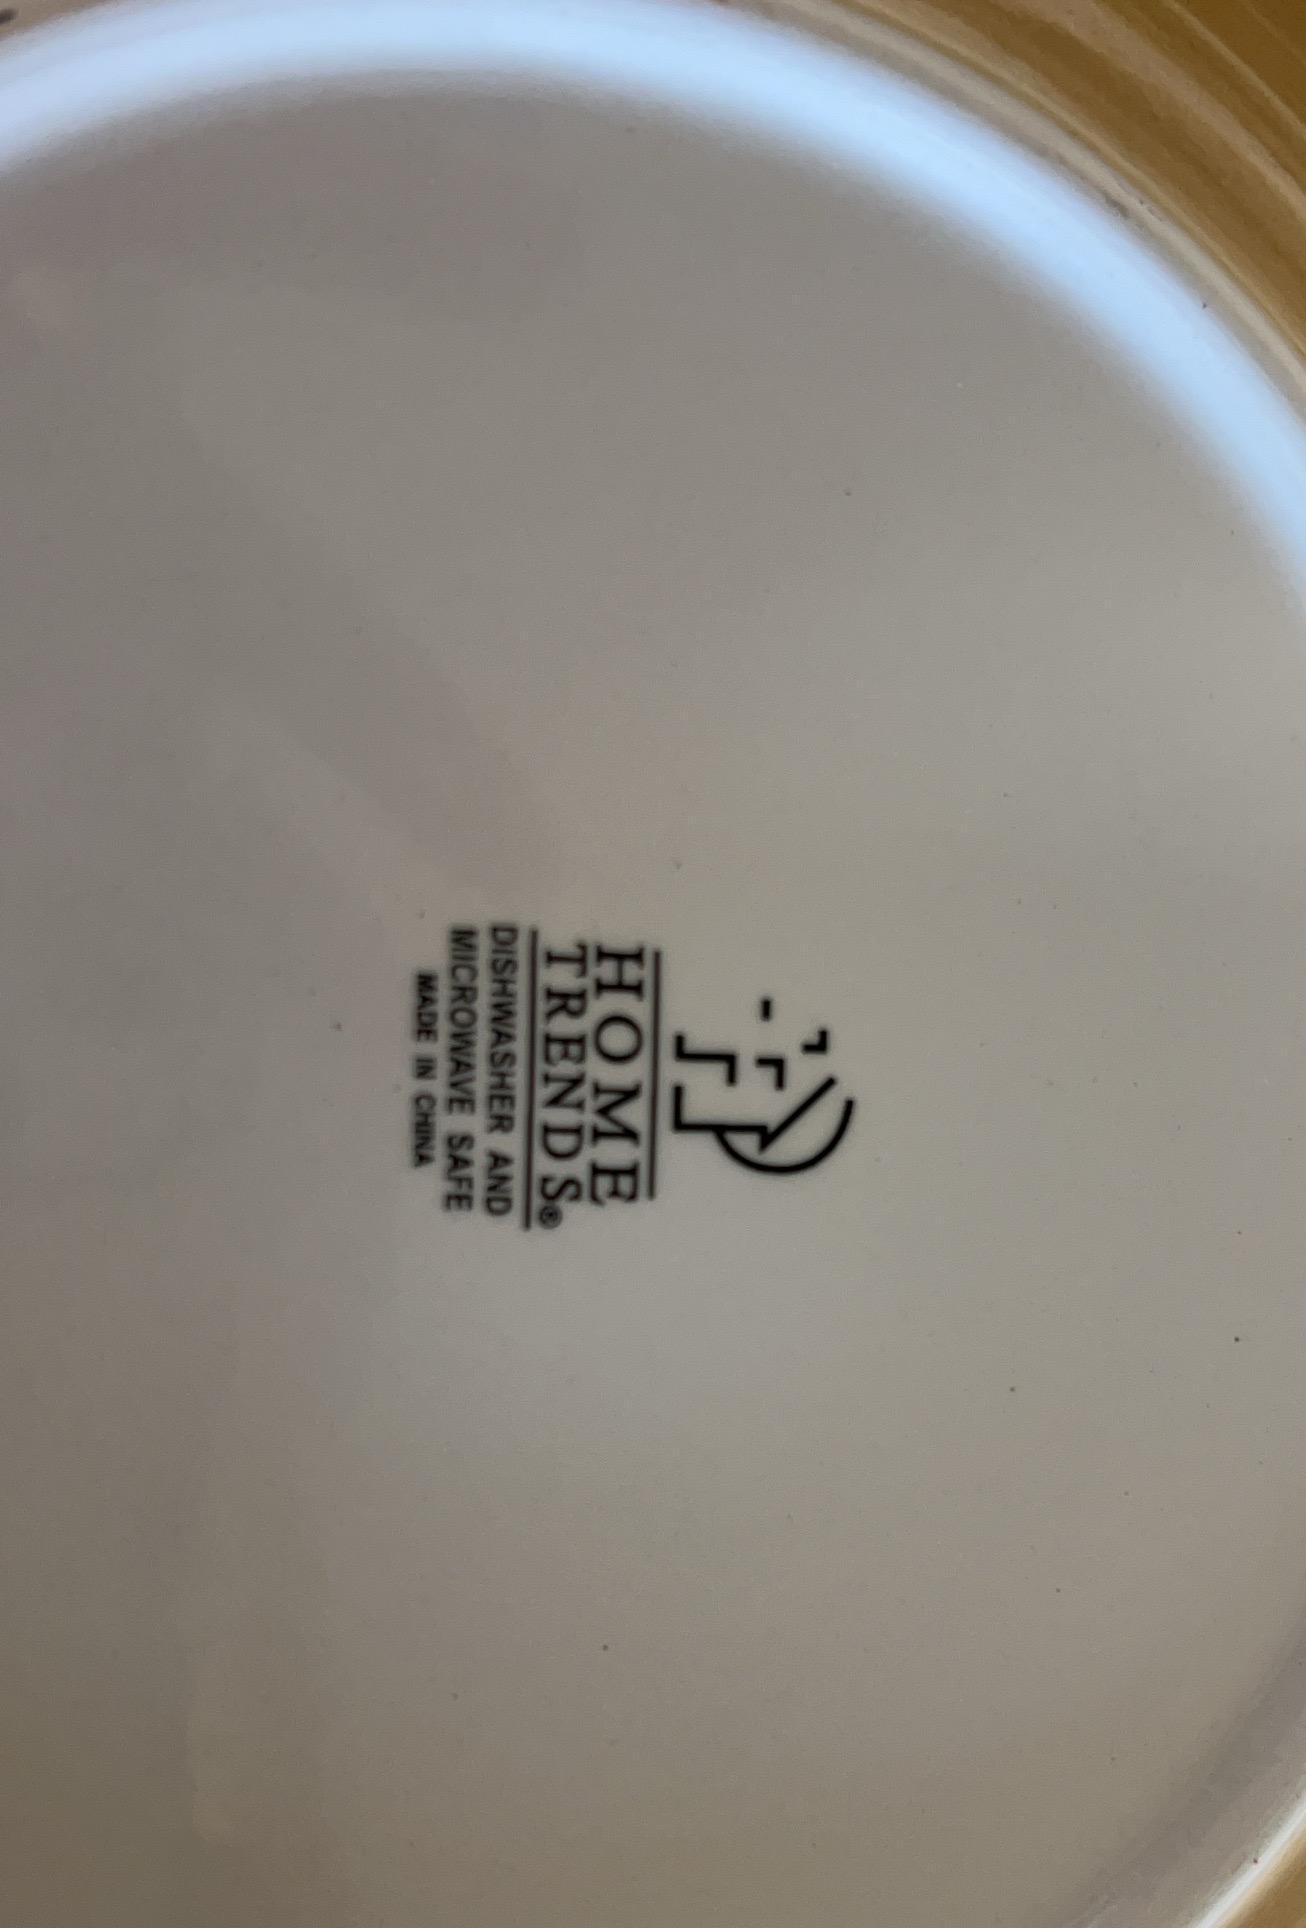 HOME
TRENDS®
DISHWASHER AND
MICROWAVE SAFE
MADE IN CHINA